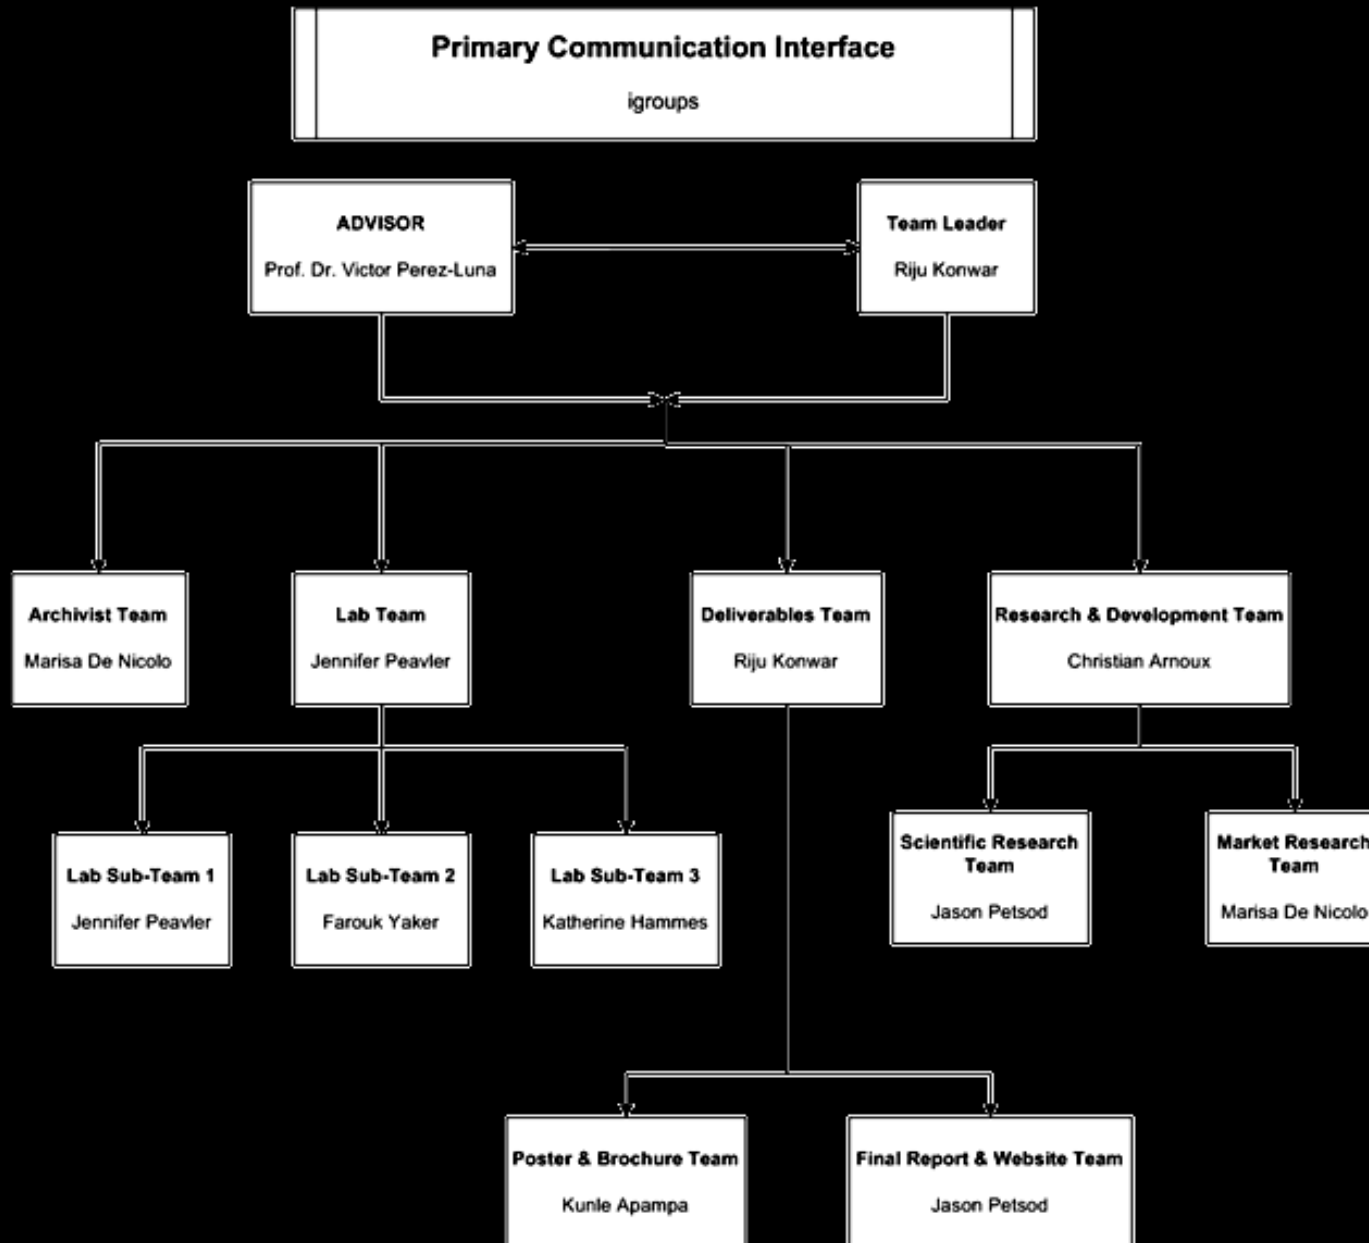 Primary Communication Interface
igroups
ADVISOR
Prof. Dr. Victor Perez-Luna
Team Leader
Riju Konwar
Archivist Team
Marisa De Nicolo
Lab Team
Jennifer Peavler
Deliverables Team
Riju Konwar
Research & Development Team
Christian Arnoux
Lab Sub-Team 1
Jennifer Peavler
Lab Sub-Team 2
Farouk Yaker
Lab Sub-Team 3
Katherine Hammes
Scientific Research
Team
Jason Petsod
Market Research
Team
Marisa De Nicolo
Poster & Brochure Team
Kunle Apampa
Final Report & Website Team
Jason Petsod